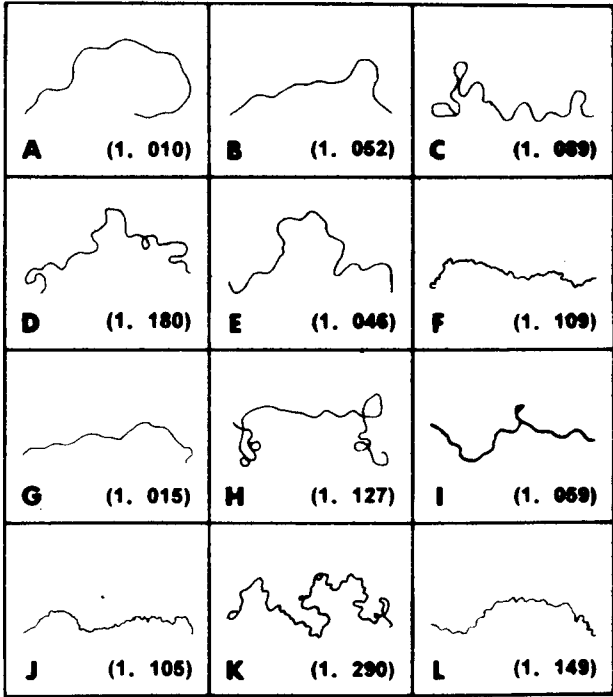 A (1. 010) B (1. 052) C (1. 089)
D (1. 180) E (1. 046) F (1. 109)
G (1. 015) H (1. 127) I (1. 059)
J (1. 105) K (1. 290) L (1. 149)